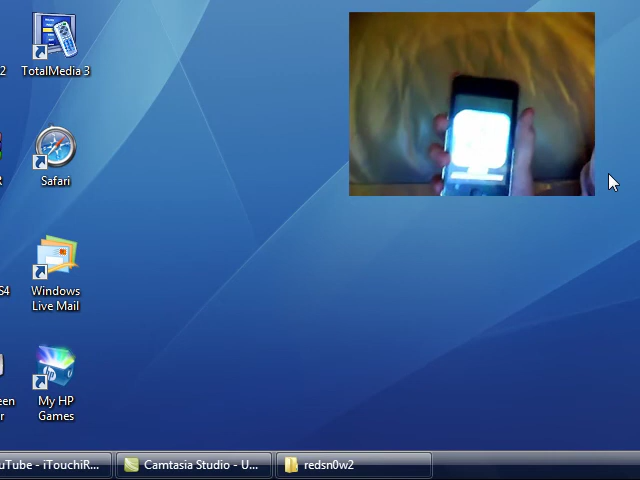 2
TotalMedia 3
R
Safari
S4
Windows
Live Mail
een
r
My HP
Games
uTube - iTouchiR...
Camtasia Studio - U...
redsn0w2